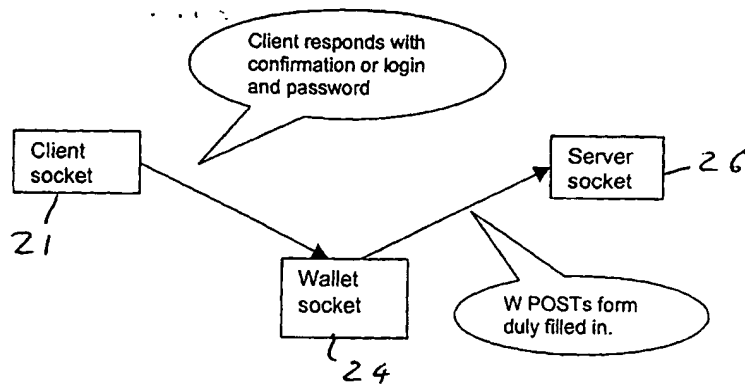 Client responds with
confirmation or login
and password
Client
socket
21
Server
socket
26
Wallet
socket
24
W POSTs form
duly filled in.